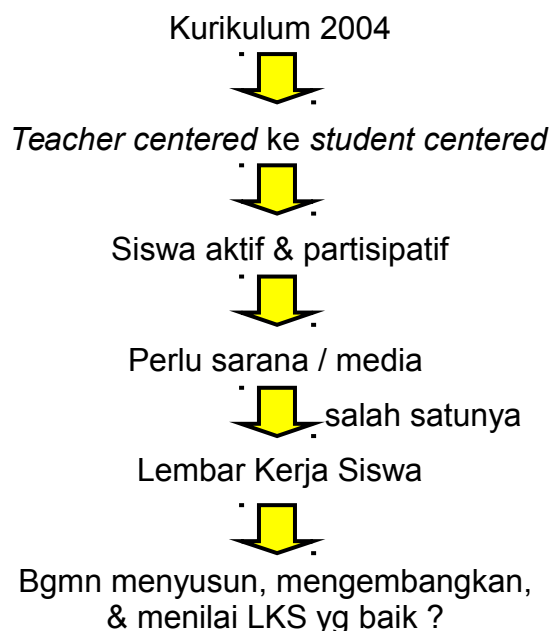 Kurikulum 2004
Teacher centered ke student centered
Siswa aktif & partisipatif
Perlu sarana / media
salah satunya
Lembar Kerja Siswa
Bgmn menyusun, mengembangkan,
& menilai LKS yg baik ?